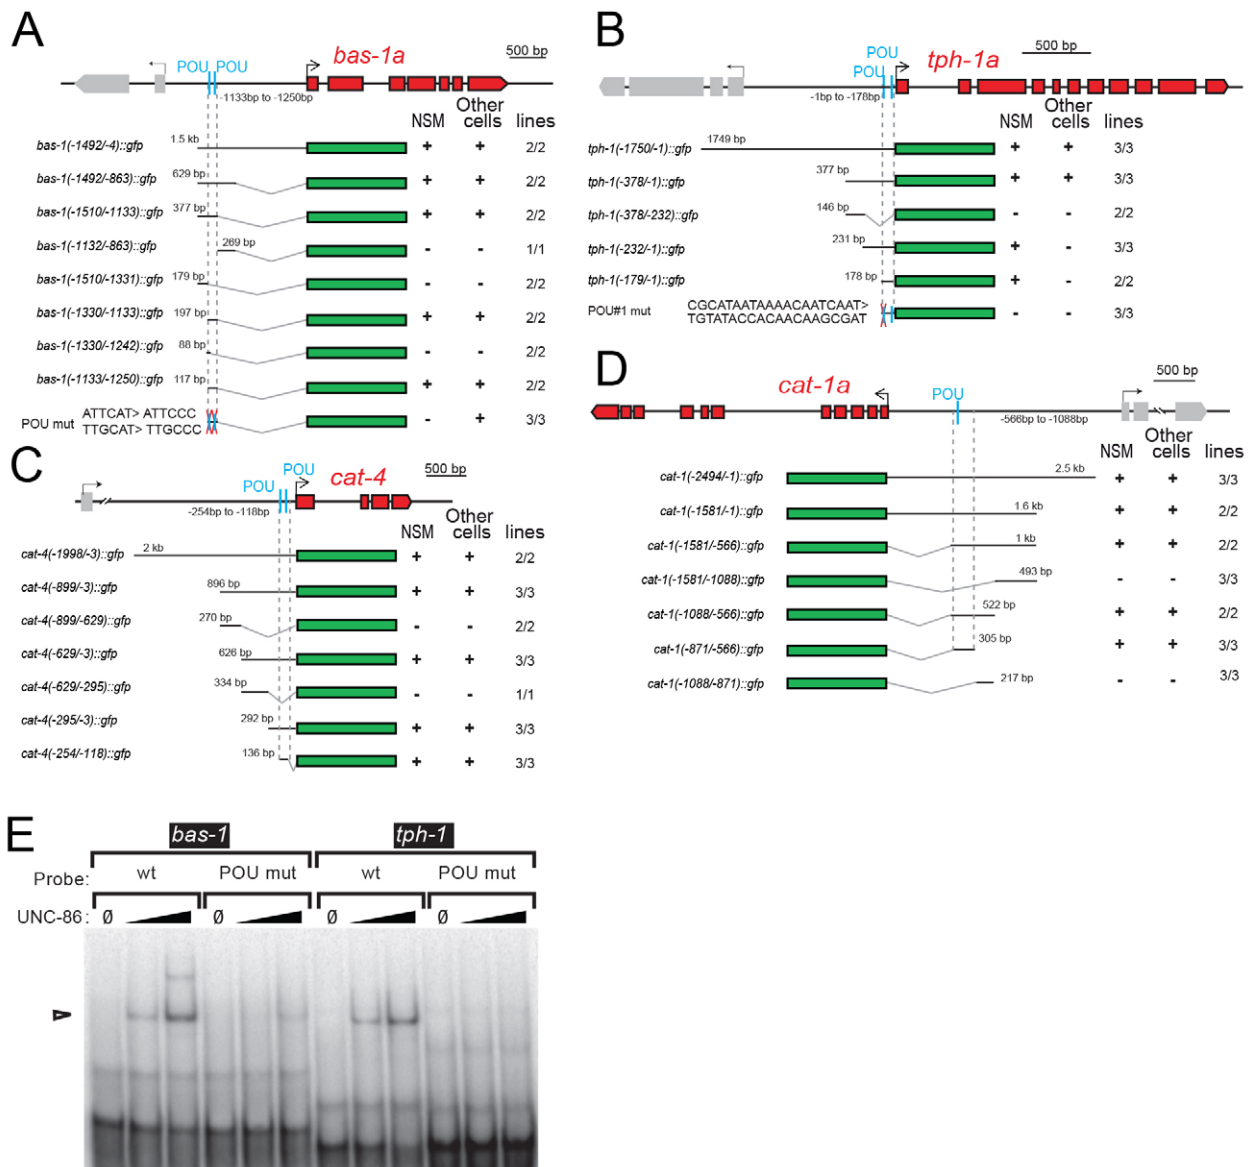 A
bas-1a
500 bp
POU POU
-1133bp to -1250bp
NSM
Other
cells
lines
bas-1(-1492/-4)::gfp 1.5 kb + + 2/2
bas-1(-1492/-863)::gfp 629 bp + + 2/2
bas-1(-1510/-1133)::gfp 377 bp + + 2/2
bas-1(-1132/-863)::gfp 269 bp - - 1/1
bas-1(-1510/-1331)::gfp 179 bp - - 2/2
bas-1(-1330/-1133)::gfp 197 bp + + 2/2
bas-1(-1330/-1242)::gfp 88 bp - - 2/2
bas-1(-1133/-1250)::gfp 117 bp + + 2/2
POU mut ATTCAT> ATTCCC - + 3/3
TTGCAT> TTGCCC
B
POU
POU
tph-1a
500 bp
-1bp to -178bp
NSM
Other
cells
lines
tph-1(-1750/-1)::gfp 1749 bp + + 3/3
tph-1(-378/-1)::gfp 377 bp + + 3/3
tph-1(-378/-232)::gfp 146 bp - - 2/2
tph-1(-232/-1)::gfp 231 bp + - 3/3
tph-1(-179/-1)::gfp 178 bp + - 2/2
POU#1 mut CGCATAATAAAACAATCAAT> - - 3/3
TGTATACCACAACAAGCGAT
C
POU
POU
cat-4
500 bp
-254bp to -118bp
NSM
Other
cells
lines
cat-4(-1998/-3)::gfp 2 kb + + 2/2
cat-4(-899/-3)::gfp 896 bp + + 3/3
cat-4(-899/-629)::gfp 270 bp - - 2/2
cat-4(-629/-3)::gfp 626 bp + + 3/3
cat-4(-629/-295)::gfp 334 bp - - 1/1
cat-4(-295/-3)::gfp 292 bp + + 3/3
cat-4(-254/-118)::gfp 136 bp + + 3/3
D
cat-1a
POU
500 bp
-566bp to -1088bp
NSM
Other
cells
lines
cat-1(-2494/-1)::gfp 2.5 kb + + 3/3
cat-1(-1581/-1)::gfp 1.6 kb + + 2/2
cat-1(-1581/-566)::gfp 1 kb + + 2/2
cat-1(-1581/-1088)::gfp 493 bp - - 3/3
cat-1(-1088/-566)::gfp 522 bp + + 2/2
cat-1(-871/-566)::gfp 305 bp + + 3/3
cat-1(-1088/-871)::gfp 217 bp - - 3/3
E
bas-1 tph-1
Probe: wt POU mut wt POU mut
UNC-86: Ø Ø Ø Ø